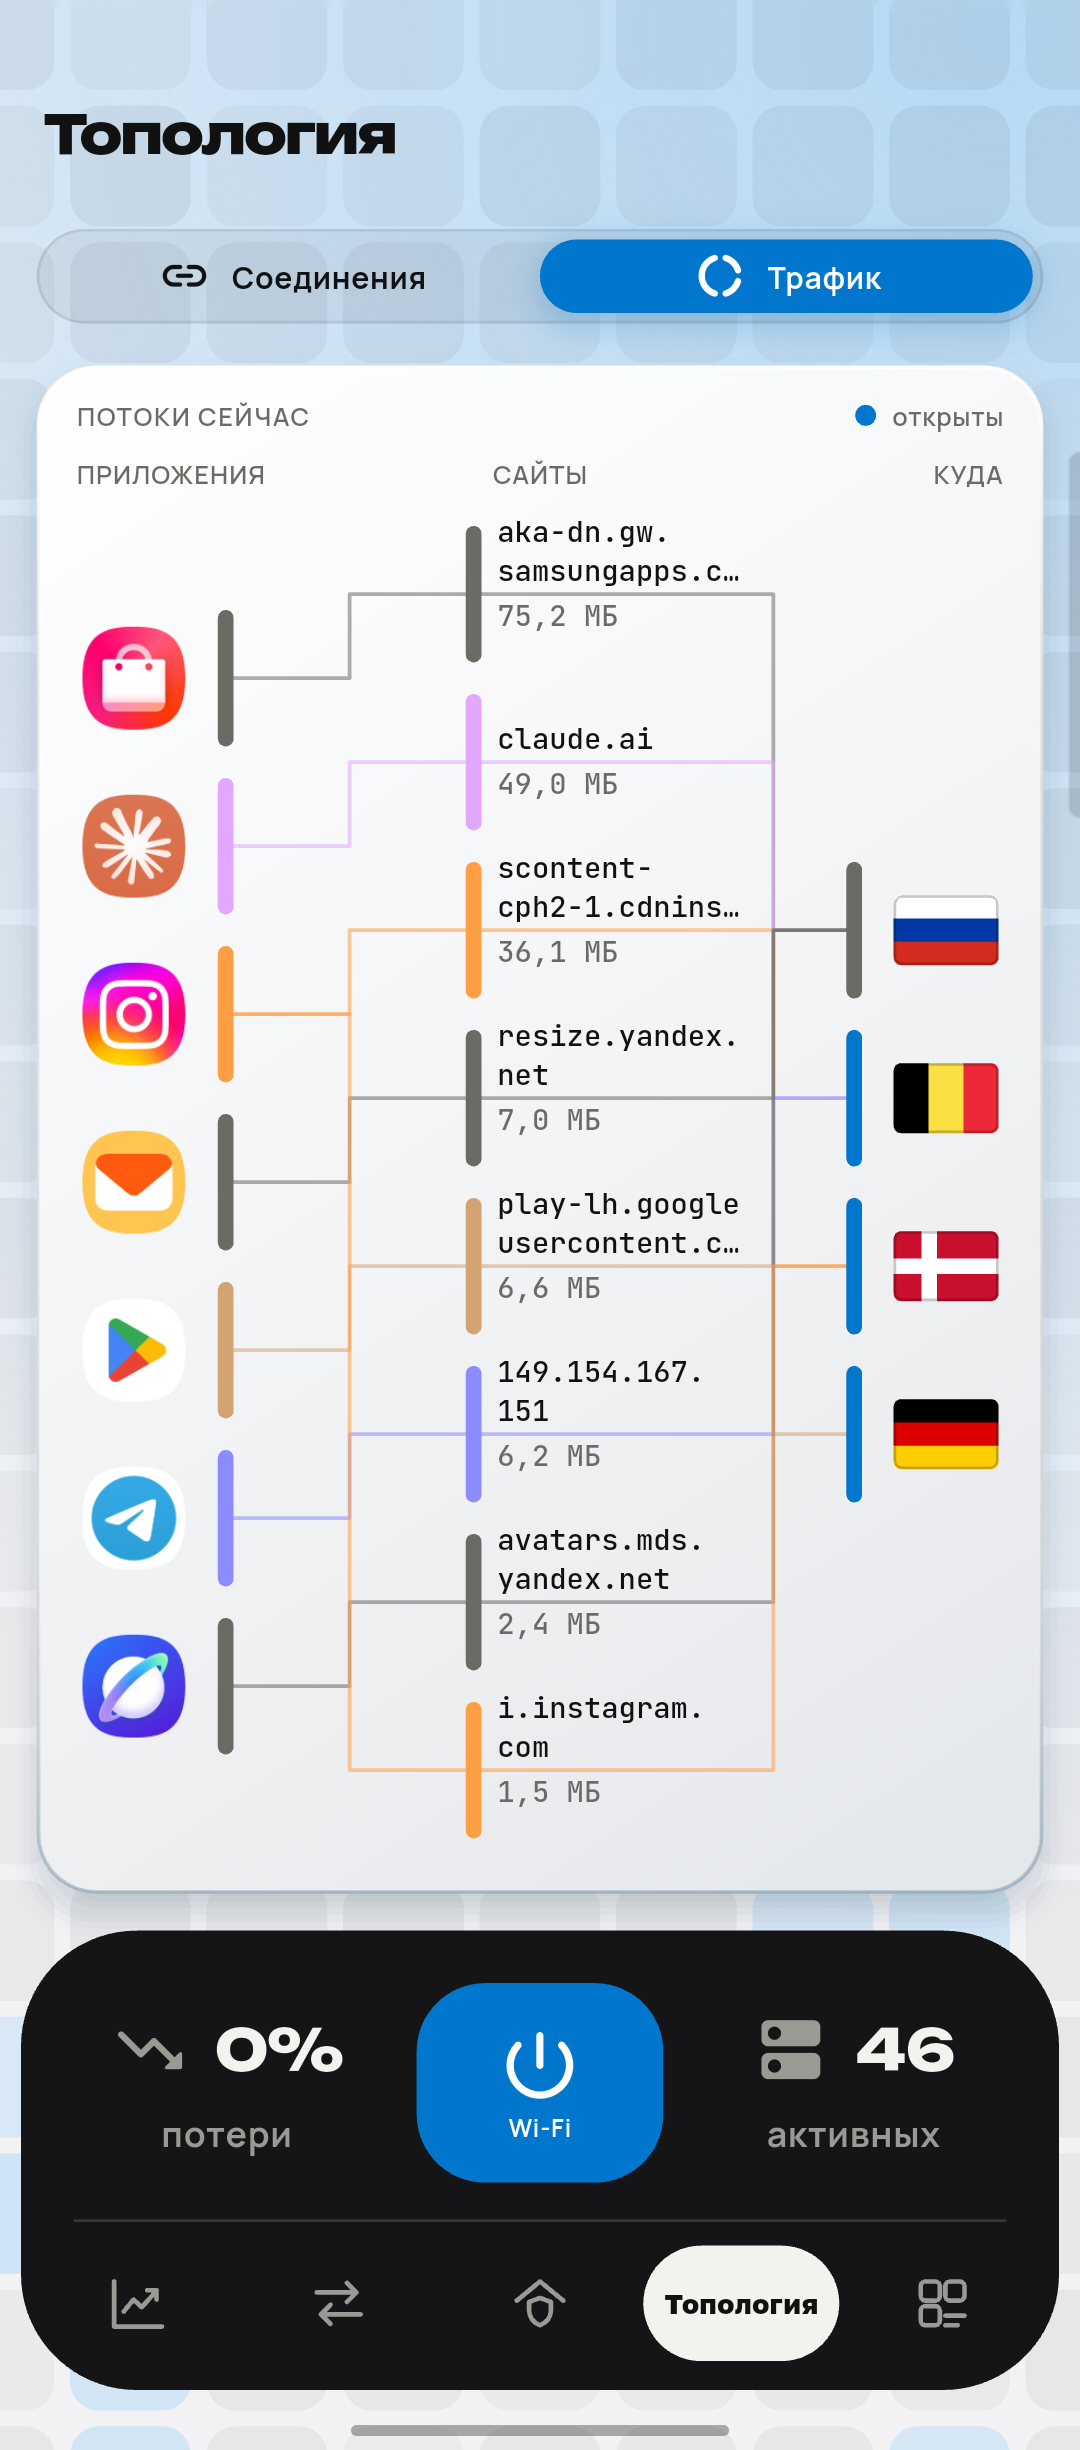 Топология
Соединения
Трафик
ПОТОКИ СЕЙЧАС
открыты
ПРИЛОЖЕНИЯ
САЙТЫ
КУДА
aka-dn.gw.
samsungapps.c…
75,2 МБ
claude.ai
49,0 МБ
scontent-
cph2-1.cdnins…
36,1 МБ
resize.yandex.
net
7,0 МБ
play-lh.google
usercontent.c…
6,6 МБ
149.154.167.
151
6,2 МБ
avatars.mds.
yandex.net
2,4 МБ
i.instagram.
com
1,5 МБ
0%
потери
Wi-Fi
46
активных
Топология